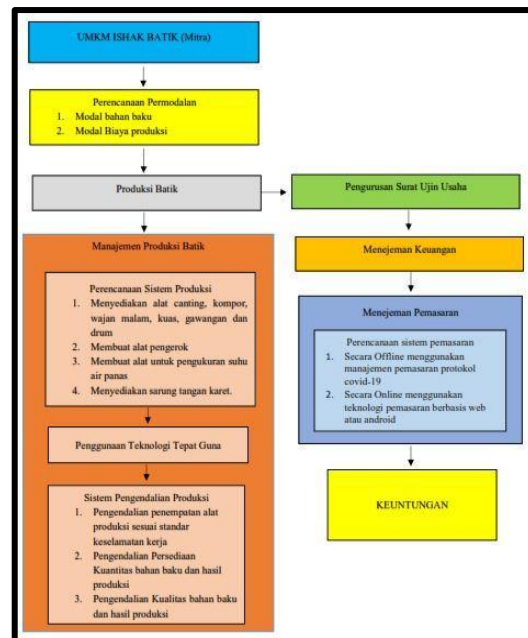 UMKM ISHAK BATIK (Mitra)
Perencanaan Permodalan
1. Modal bahan baku
2. Modal Biaya produksi
Produksi Batik
Pengurusan Surat Ujin Usaha
Manajemen Produksi Batik
Perencanaan Sistem Produksi
1. Menyediakan alat canting, kompor,
wajan malam, kuas, gawangan dan
drum
2. Membuat alat pengerok
3. Membuat alat untuk pengukuran suhu
air panas
4. Menyediakan sarung tangan karet.
Penggunaan Teknologi Tepat Guna
Sistem Pengendalian Produksi
1. Pengendalian penempatan alat
produksi sesuai standar
keselamatan kerja
2. Pengendalian Persediaan
Kuantitas bahan baku dan hasil
produksi
3. Pengendalian Kualitas bahan baku
dan hasil produksi
Menejeman Keuangan
Menejeman Pemasaran
Perencanaan sistem pemasaran
1. Secara Offline menggunakan
manajemen pemasaran protokol
covid-19
2. Secara Online menggunakan
teknologi pemasaran berbasis web
atau android
KEUNTUNGAN